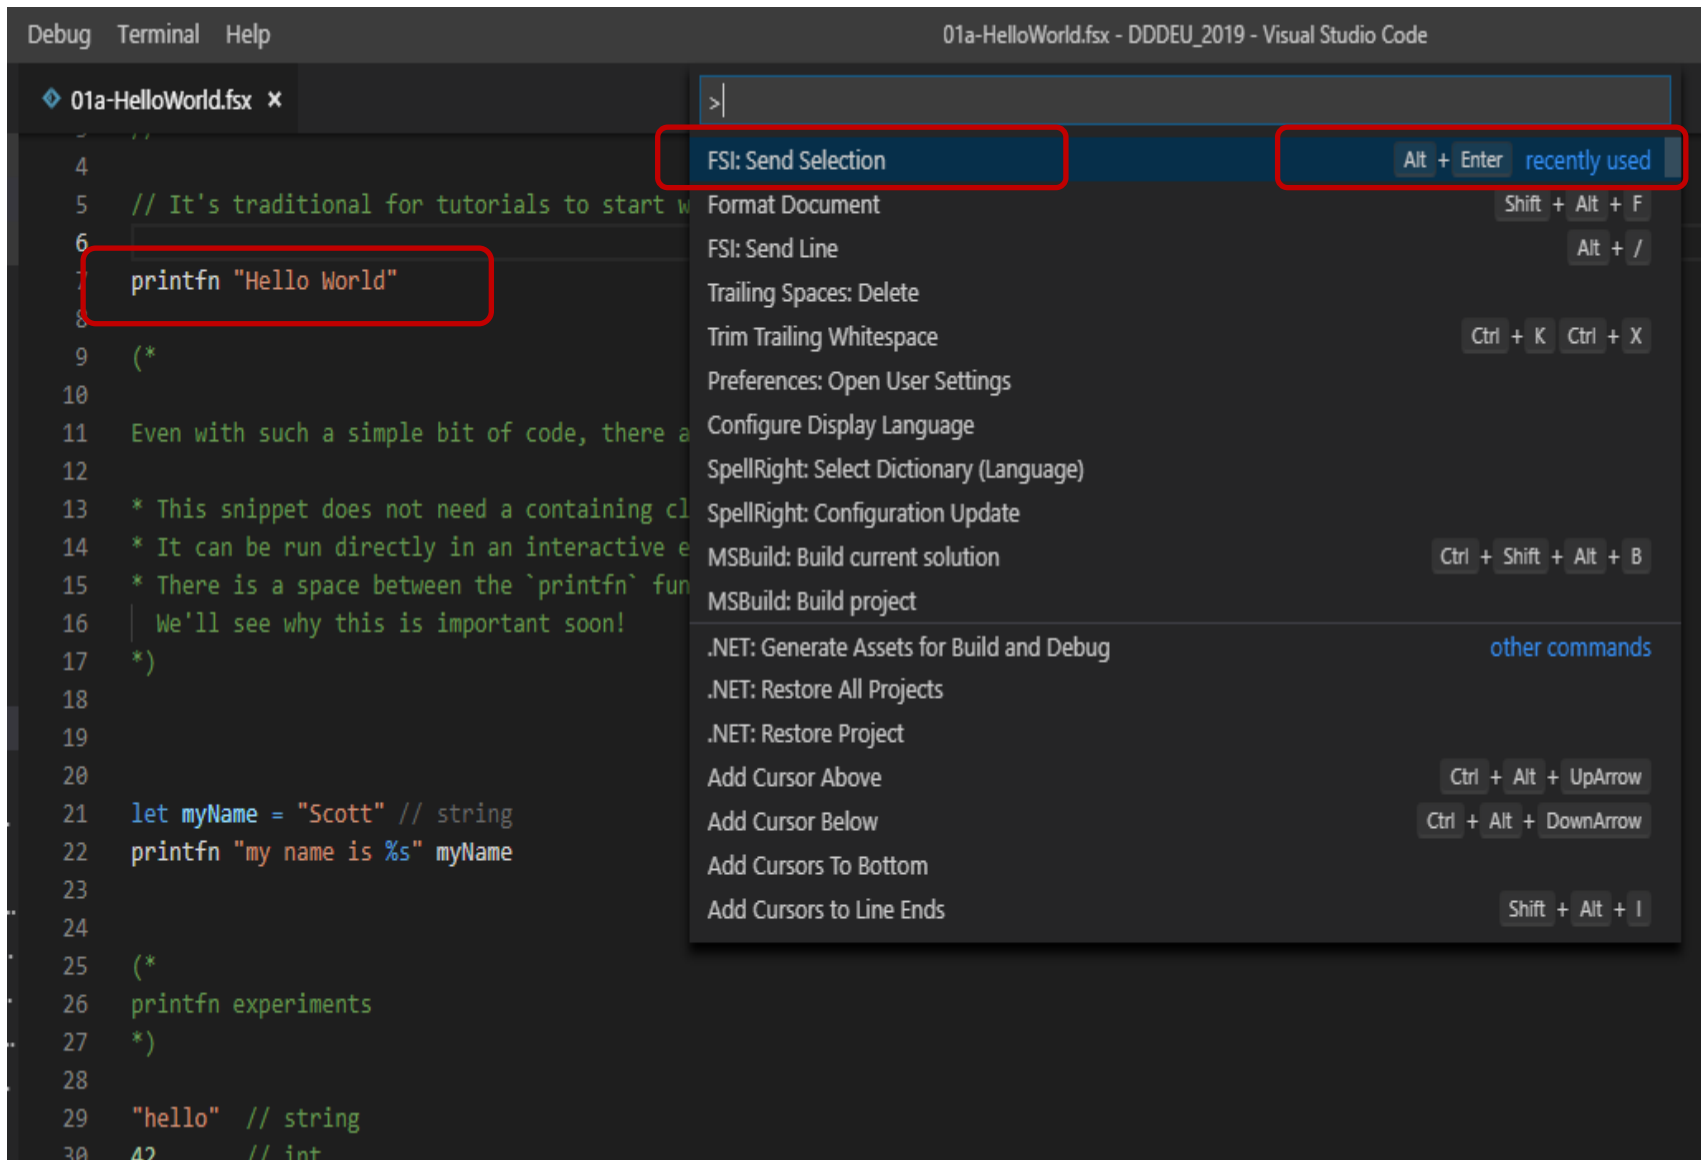 Debug Terminal Help 01a-HelloWorld.fsx - DDDEU_2019 - Visual Studio Code
01a-HelloWorld.fsx ×
>
FSI: Send Selection Alt + Enter recently used
Format Document Shift + Alt + F
FSI: Send Line Alt + /
Trailing Spaces: Delete
Trim Trailing Whitespace Ctrl + K Ctrl + X
Preferences: Open User Settings
Configure Display Language
SpellRight: Select Dictionary (Language)
SpellRight: Configuration Update
MSBuild: Build current solution Ctrl + Shift + Alt + B
MSBuild: Build project
.NET: Generate Assets for Build and Debug other commands
.NET: Restore All Projects
.NET: Restore Project
Add Cursor Above Ctrl + Alt + UpArrow
Add Cursor Below Ctrl + Alt + DownArrow
Add Cursors To Bottom
Add Cursors to Line Ends Shift + Alt + I
//
4
5 // It's traditional for tutorials to start
6
7 printfn "Hello World"
8
9 (*
10
11 Even with such a simple bit of code, there
12
13 * This snippet does not need a containing
14 * It can be run directly in an interactive
15 * There is a space between the `printfn`
16 We'll see why this is important soon!
17 *)
18
19
20
21 let myName = "Scott" // string
22 printfn "my name is %s" myName
23
24
25 (*
26 printfn experiments
27 *)
28
29 "hello" // string
30 42 // int